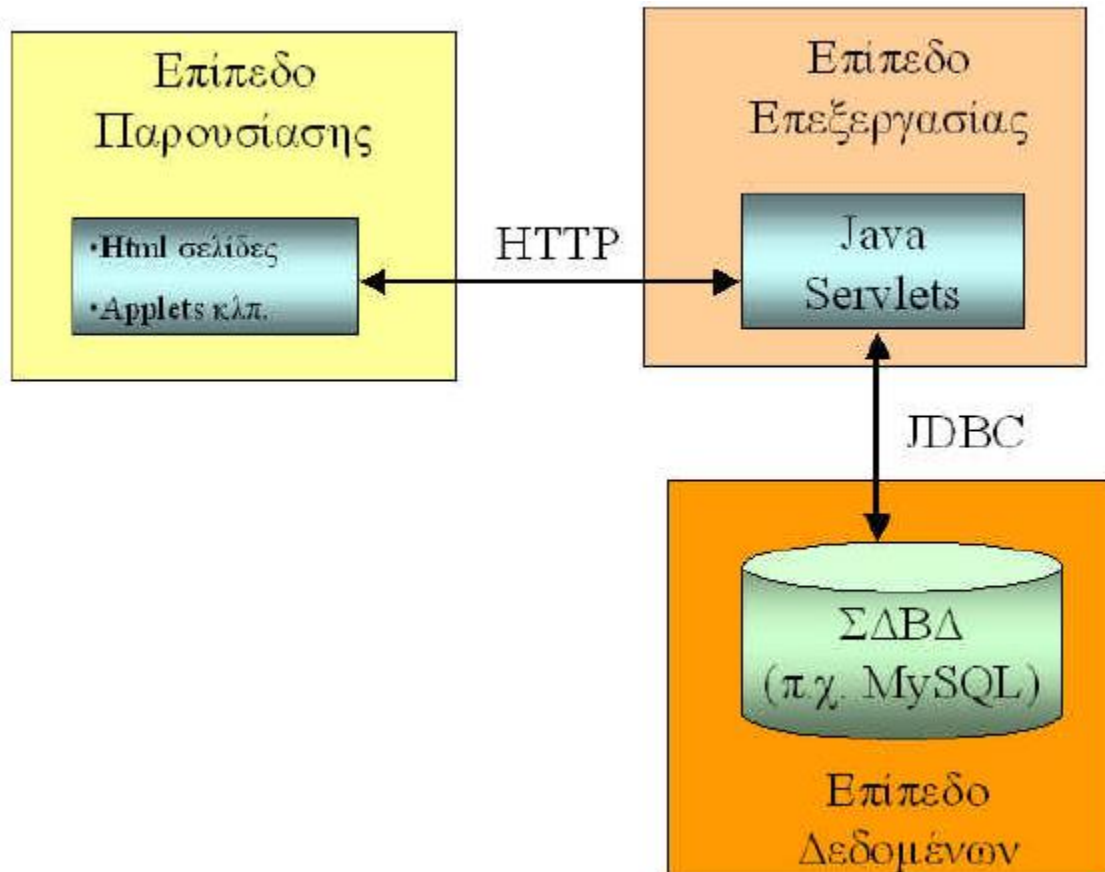 Επίπεδο
Παρουσίασης
•Html σελίδες
•Applets κλπ.
HTTP
Επίπεδο
Επεξεργασίας
Java
Servlets
JDBC
ΣΔΒΔ
(π.χ. MySQL)
Επίπεδο
Δεδομένων